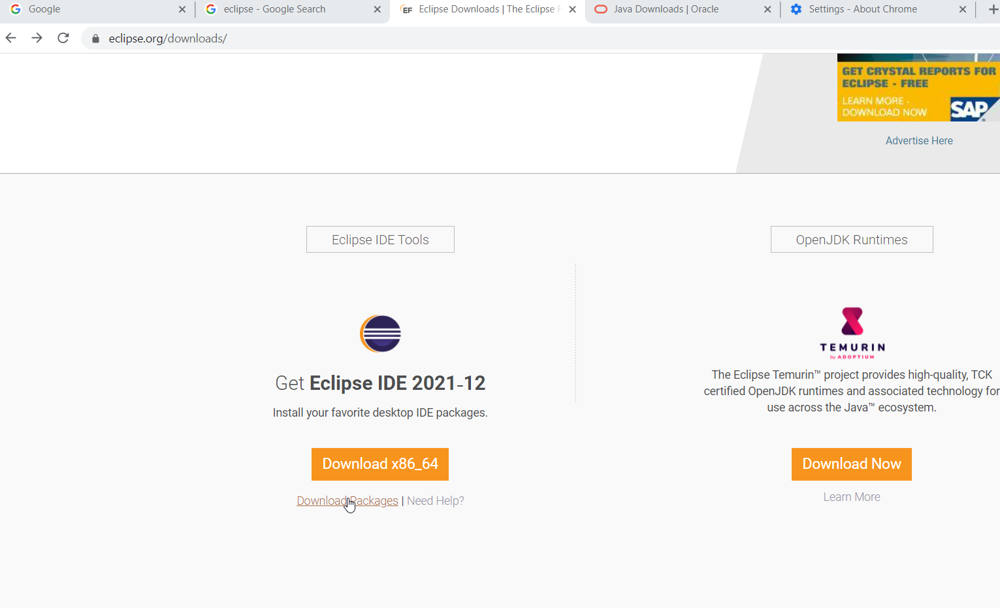 Google
eclipse - Google Search
EF Eclipse Downloads | The Eclipse F
Java Downloads | Oracle
Settings - About Chrome
eclipse.org/downloads/
GET CRYSTAL REPORTS FOR
ECLIPSE - FREE
LEARN MORE -
DOWNLOAD NOW
SAP
Advertise Here
Eclipse IDE Tools
Get Eclipse IDE 2021-12
Install your favorite desktop IDE packages.
Download x86_64
Download Packages | Need Help?
OpenJDK Runtimes
TEMURIN
by ADOPTIUM
The Eclipse Temurin™ project provides high-quality, TCK
certified OpenJDK runtimes and associated technology for
use across the Java™ ecosystem.
Download Now
Learn More